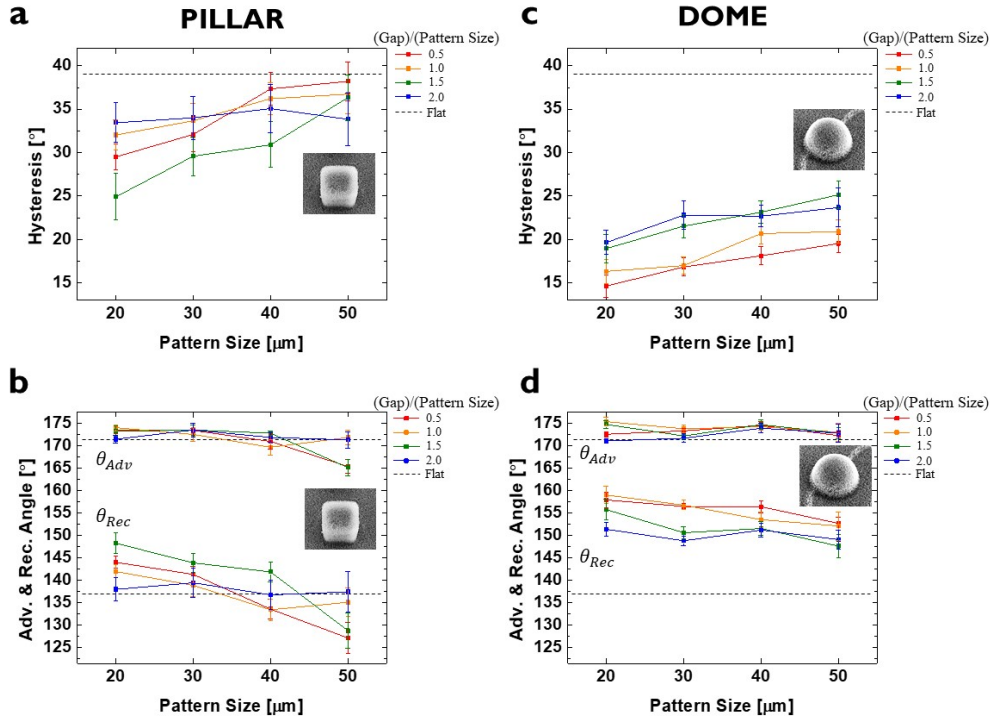 a
PILLAR
(Gap)/(Pattern Size)
0.5
1.0
1.5
2.0
Flat
Hysteresis [°]
40
35
30
25
20
15
20 30 40 50
Pattern Size [μm]
c
DOME
(Gap)/(Pattern Size)
0.5
1.0
1.5
2.0
Flat
Hysteresis [°]
40
35
30
25
20
15
20 30 40 50
Pattern Size [μm]
b
(Gap)/(Pattern Size)
0.5
1.0
1.5
2.0
Flat
Adv. & Rec. Angle [°]
175
170
165
160
155
150
145
140
135
130
125
θAdv
θRec
20 30 40 50
Pattern Size [μm]
d
(Gap)/(Pattern Size)
0.5
1.0
1.5
2.0
Flat
Adv. & Rec. Angle [°]
175
170
165
160
155
150
145
140
135
130
125
θAdv
θRec
20 30 40 50
Pattern Size [μm]